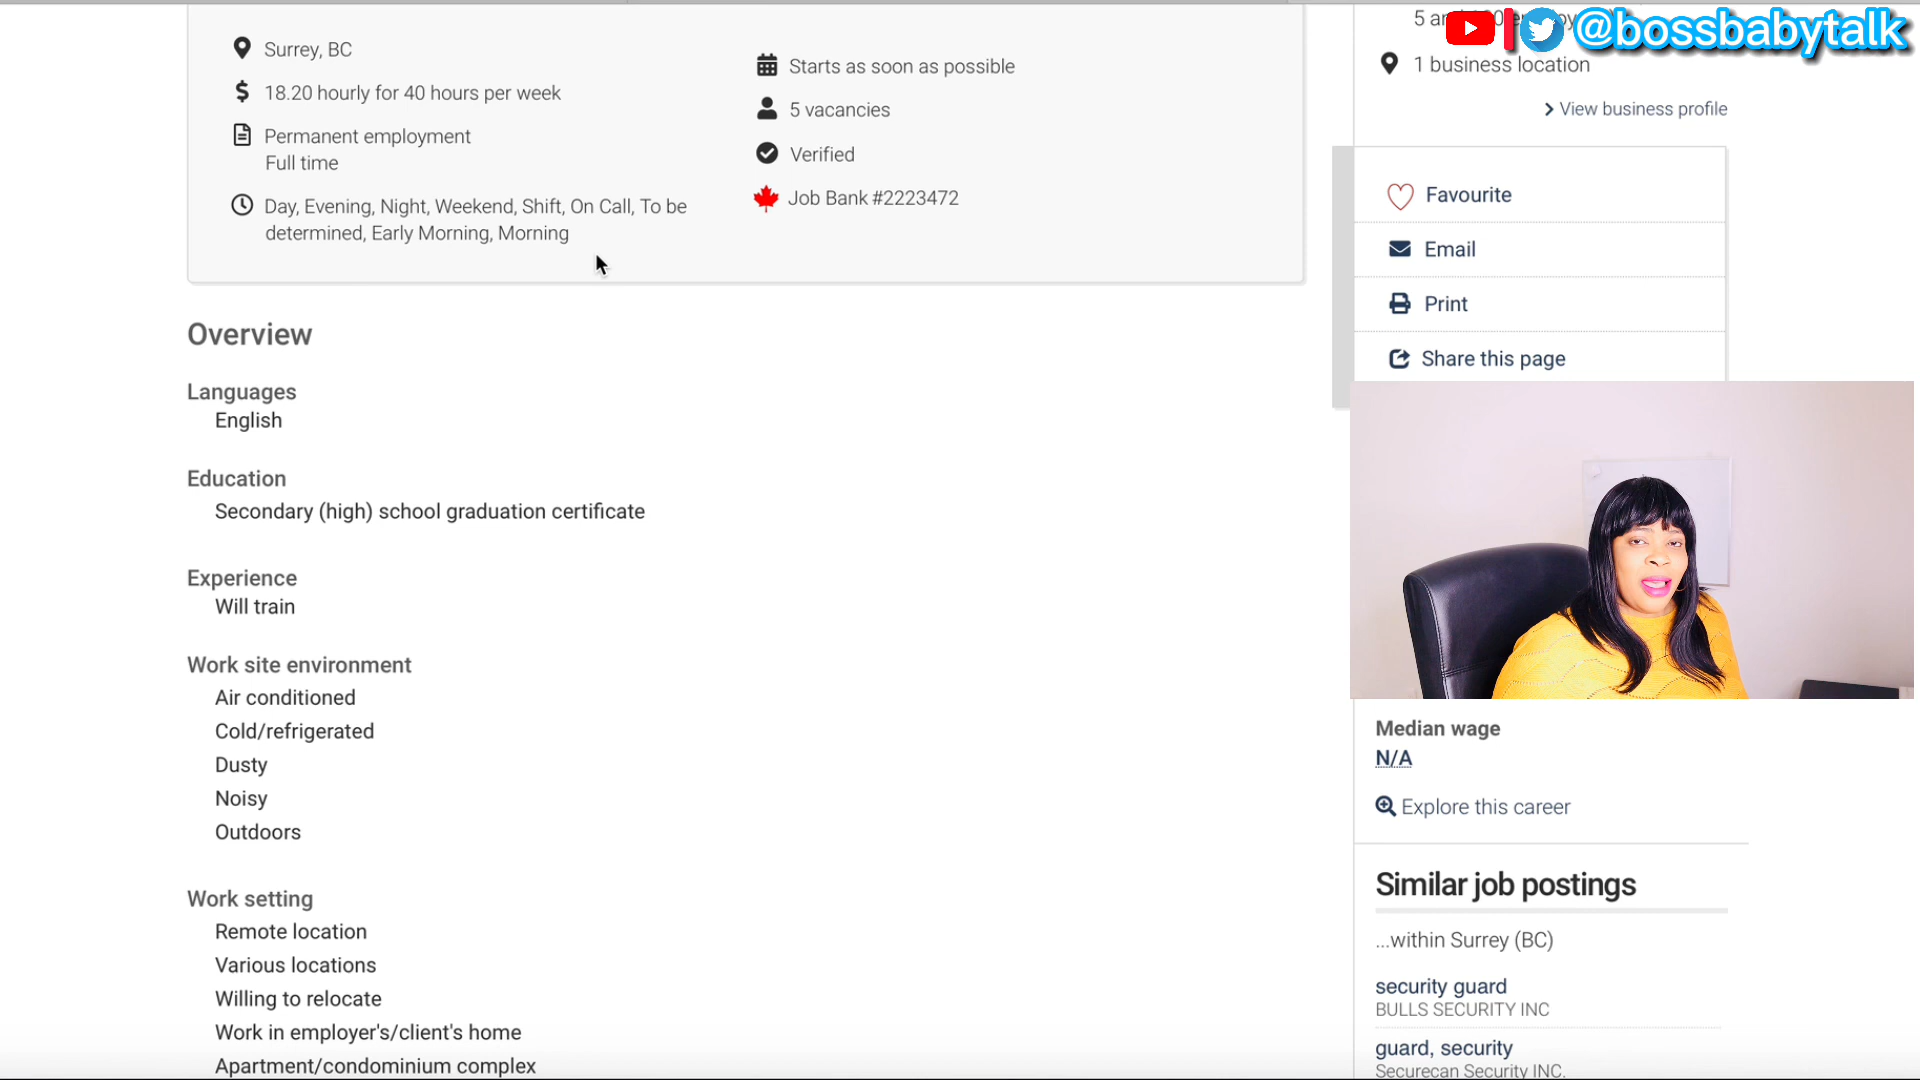 Surrey, BC
18.20 hourly for 40 hours per week
Permanent employment
Full time
Day, Evening, Night, Weekend, Shift, On Call, To be
determined, Early Morning, Morning
Starts as soon as possible
5 vacancies
Verified
Job Bank #2223472
Overview
Languages
English
Education
Secondary (high) school graduation certificate
Experience
Will train
Work site environment
Air conditioned
Cold/refrigerated
Dusty
Noisy
Outdoors
Work setting
Remote location
Various locations
Willing to relocate
Work in employer's/client's home
Apartment/condominium complex
@bossbabytalk
1 business location
View business profile
Favourite
Email
Print
Share this page
Median wage
N/A
Explore this career
Similar job postings
...within Surrey (BC)
security guard
BULLS SECURITY INC
guard, security
Securecan Security INC.